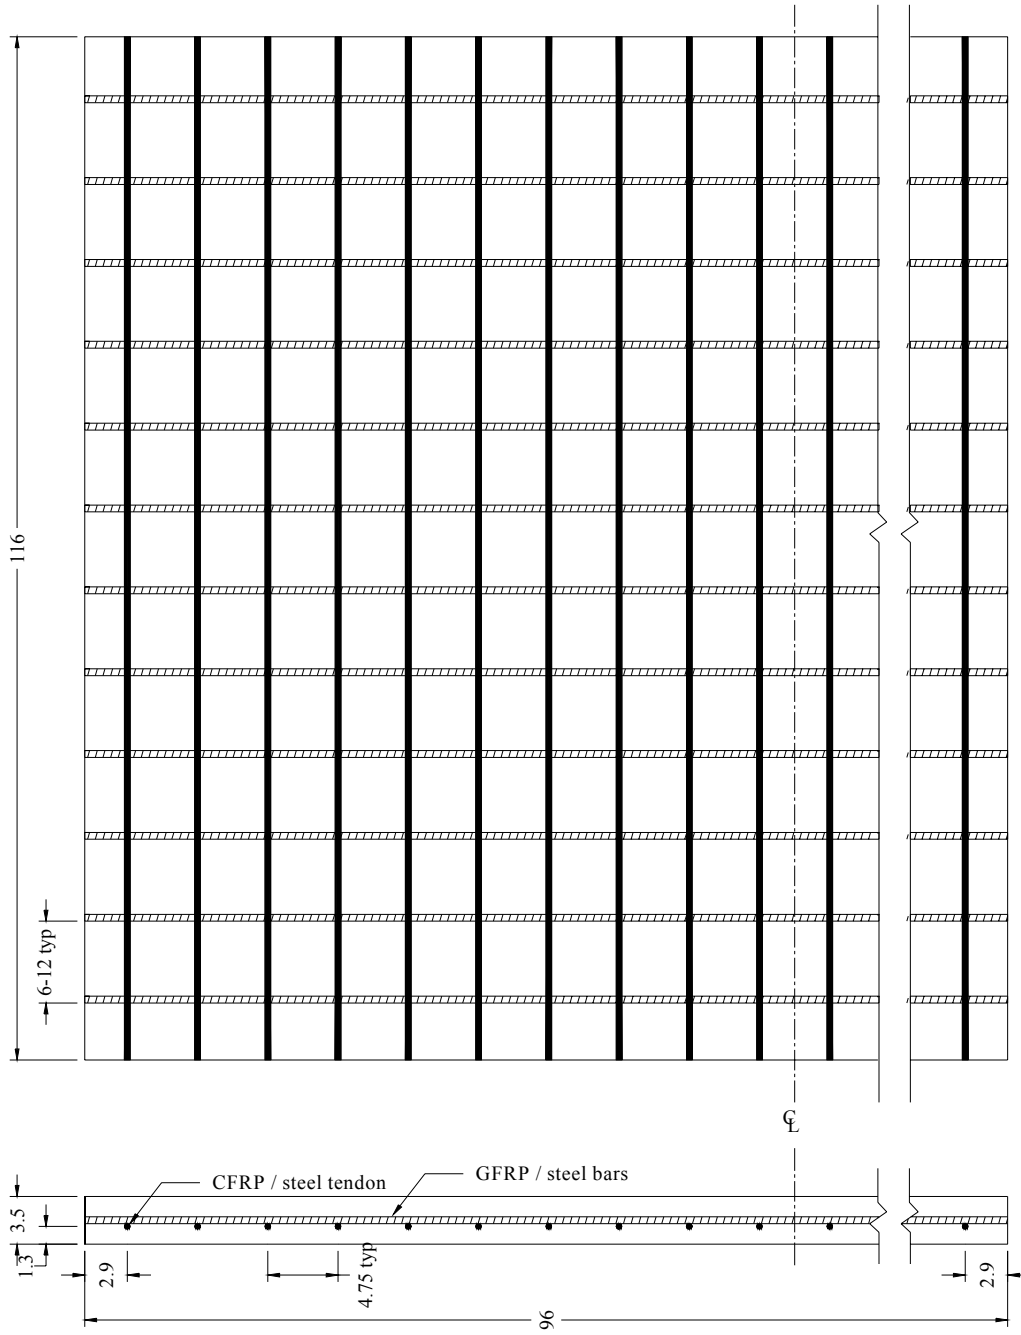 116
6-12 typ
℄
CFRP / steel tendon
GFRP / steel bars
3.5
1.3
2.9
4.75 typ
2.9
96